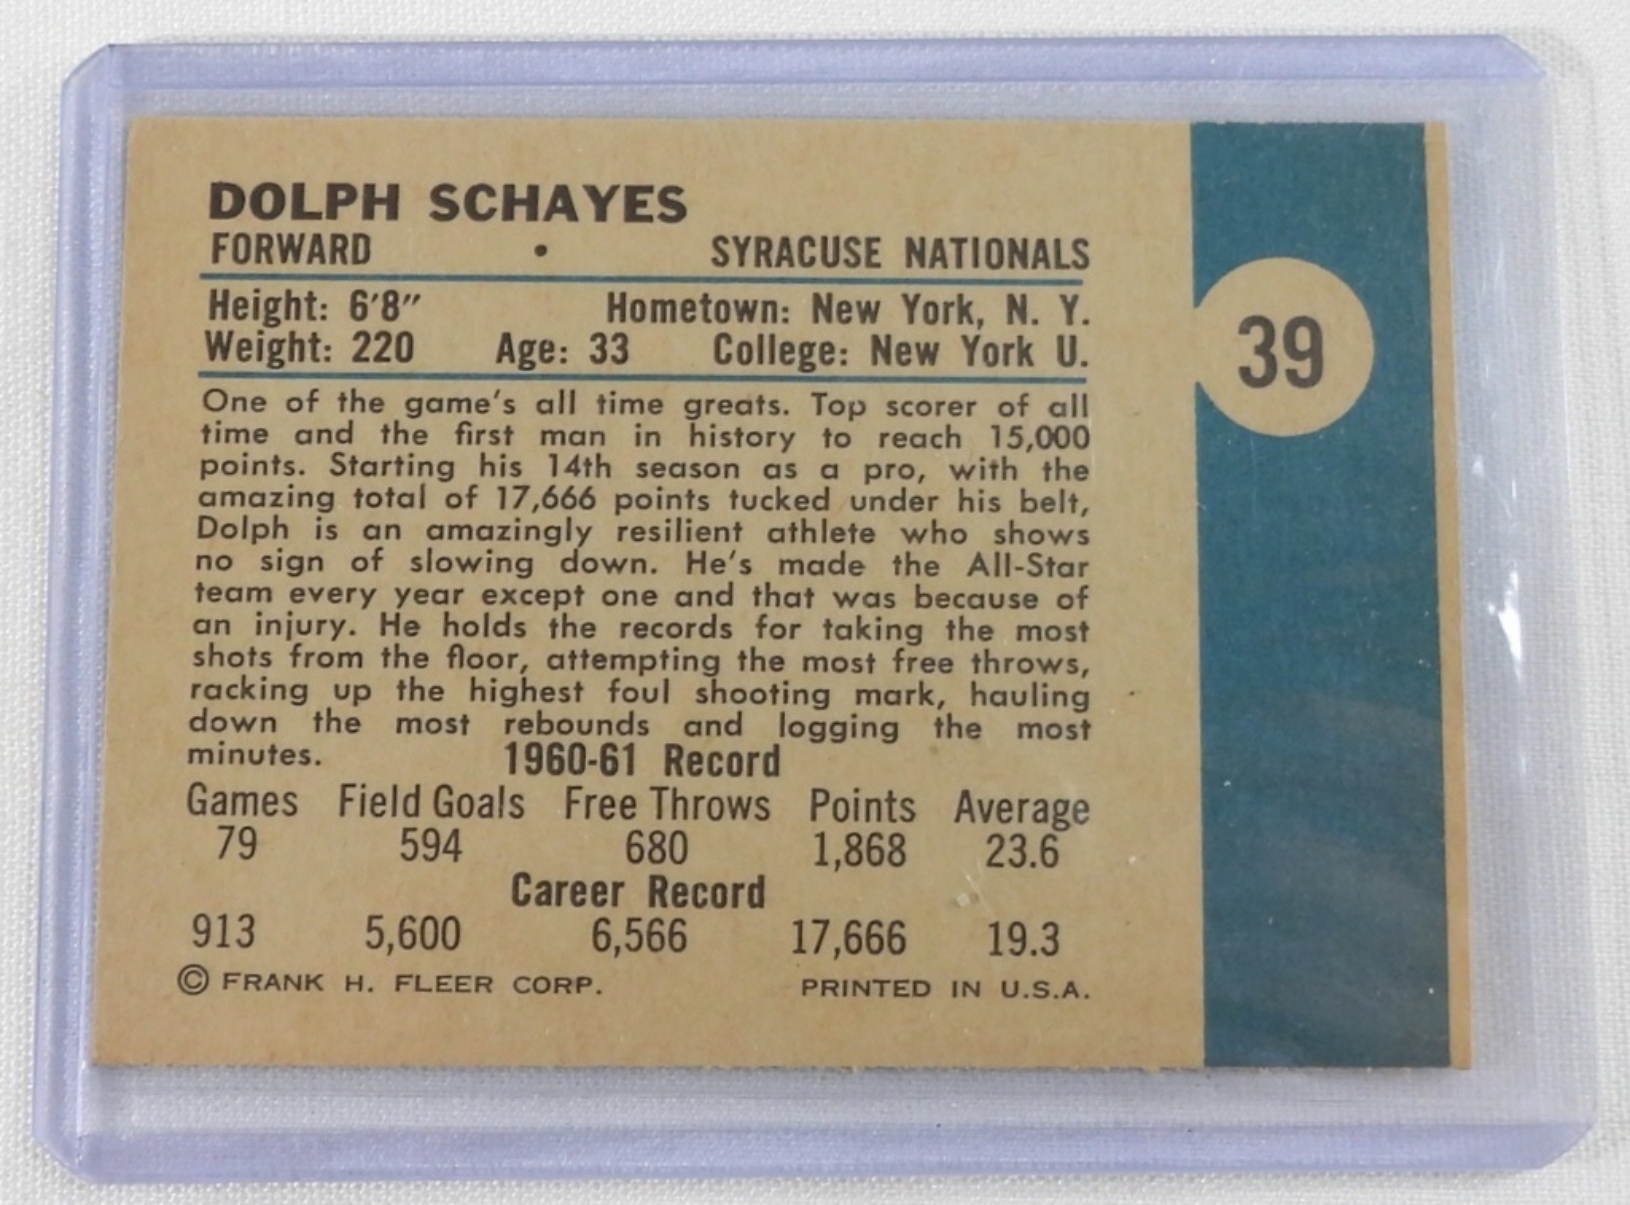 DOLPH SCHAYES
FORWARD • SYRACUSE NATIONALS
Height: 6'8" Hometown: New York, N. Y.
Weight: 220 Age: 33 College: New York U.
39
One of the game's all time greats. Top scorer of all
time and the first man in history to reach 15,000
points. Starting his 14th season as a pro, with the
amazing total of 17,666 points tucked under his belt,
Dolph is an amazingly resilient athlete who shows
no sign of slowing down. He's made the All-Star
team every year except one and that was because of
an injury. He holds the records for taking the most
shots from the floor, attempting the most free throws,
racking up the highest foul shooting mark, hauling
down the most rebounds and logging the most
minutes.
1960-61 Record
Games Field Goals Free Throws Points Average
79 594 680 1,868 23.6
Career Record
913 5,600 6,566 17,666 19.3
© FRANK H. FLEER CORP. PRINTED IN U.S.A.